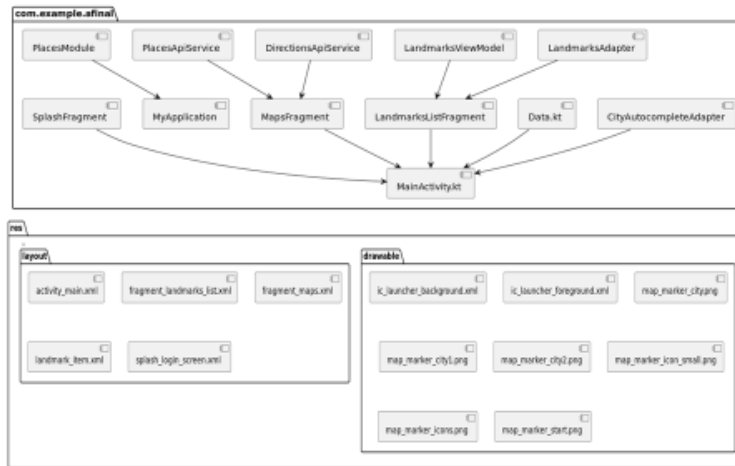 com.example.afinal
PlacesModule
PlacesApiService
DirectionsApiService
LandmarksViewModel
LandmarksAdapter
SplashFragment
MyApplication
MapsFragment
LandmarksListFragment
Data.kt
CityAutocompleteAdapter
MainActivity.kt
res
layout
activity_main.xml
fragment_landmarks_list.xml
fragment_maps.xml
landmark_item.xml
splash_login_screen.xml
drawable
ic_launcher_background.xml
ic_launcher_foreground.xml
map_marker_city.png
map_marker_city1.png
map_marker_city2.png
map_marker_icon_small.png
map_marker_icons.png
map_marker_start.png